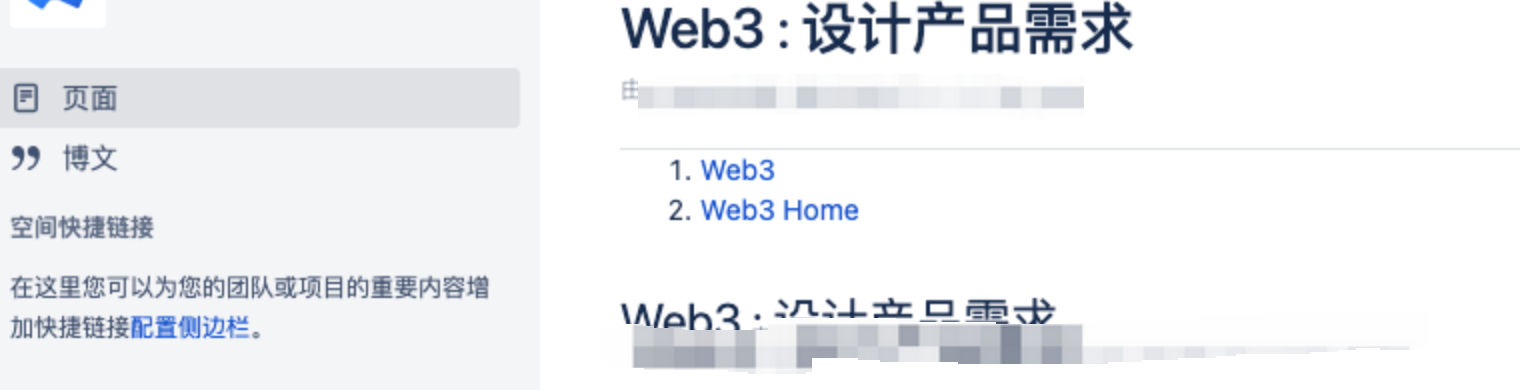 页面
博文
空间快捷链接
在这里您可以为您的团队或项目的重要内容增
加快捷链接配置侧边栏。
Web3 : 设计产品需求
由
1. Web3
2. Web3 Home
Web3 : 设计产品需求